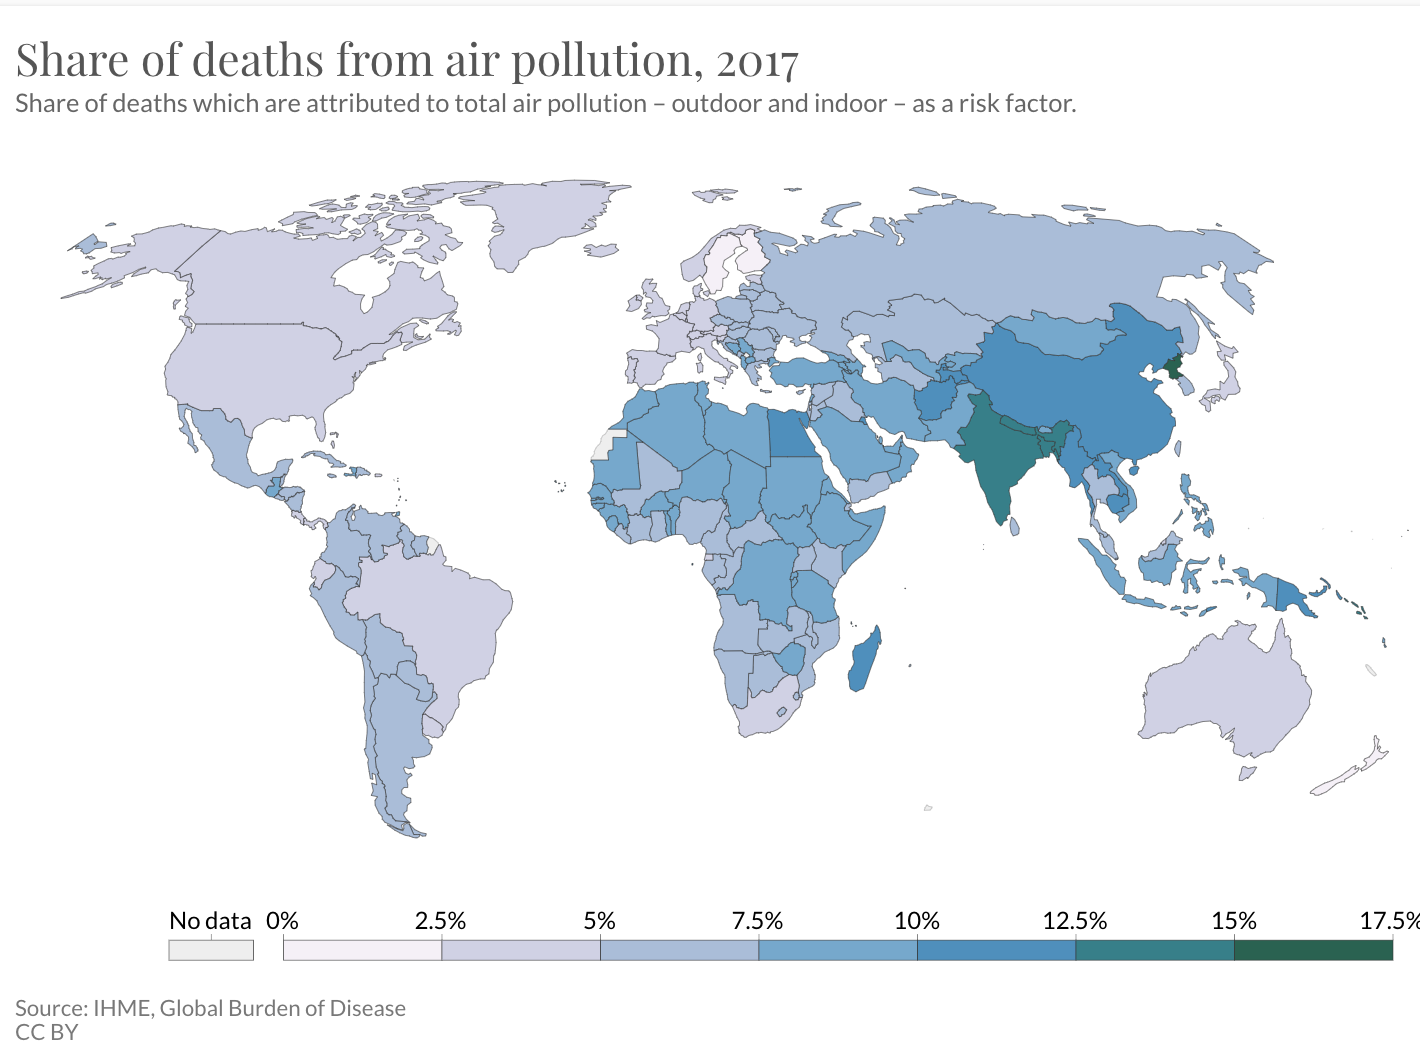 Share of deaths from air pollution, 2017
Share of deaths which are attributed to total air pollution – outdoor and indoor – as a risk factor.
No data 0% 2.5% 5% 7.5% 10% 12.5% 15% 17.5%
Source: IHME, Global Burden of Disease
CC BY